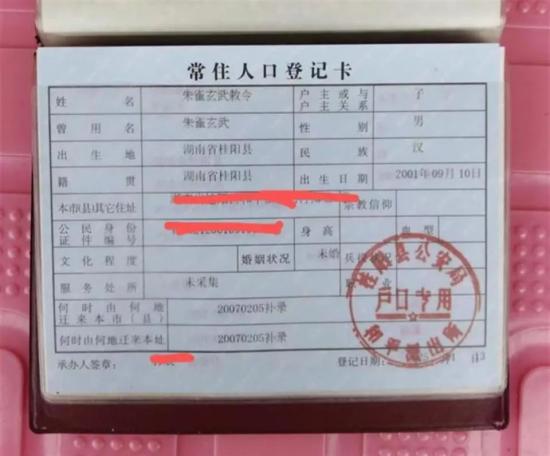 常住人口登记卡
姓名 朱雀玄武敕令 户主或与户主关系 子
曾用名 朱雀玄武 性别 男
出生地 湖南省桂阳县 民族 汉
籍贯 湖南省桂阳县 出生日期 2001年09月10日
本市(县)其它住址 宗教信仰
公民身份证件编号 身高 血型
文化程度 婚姻状况 未婚 兵役状况
服务处所 未采集 职业
何时由何地迁来本市(县) 20070205补录
何时由何地迁来本址 20070205补录
承办人签章: 登记日期:
桂阳县公安局
户口专用